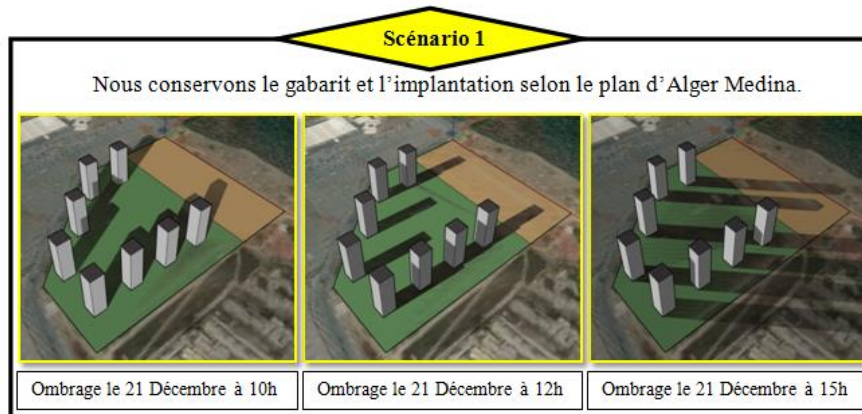 Scénario 1
Nous conservons le gabarit et l’implantation selon le plan d’Alger Medina.
Ombrage le 21 Décembre à 10h
Ombrage le 21 Décembre à 12h
Ombrage le 21 Décembre à 15h